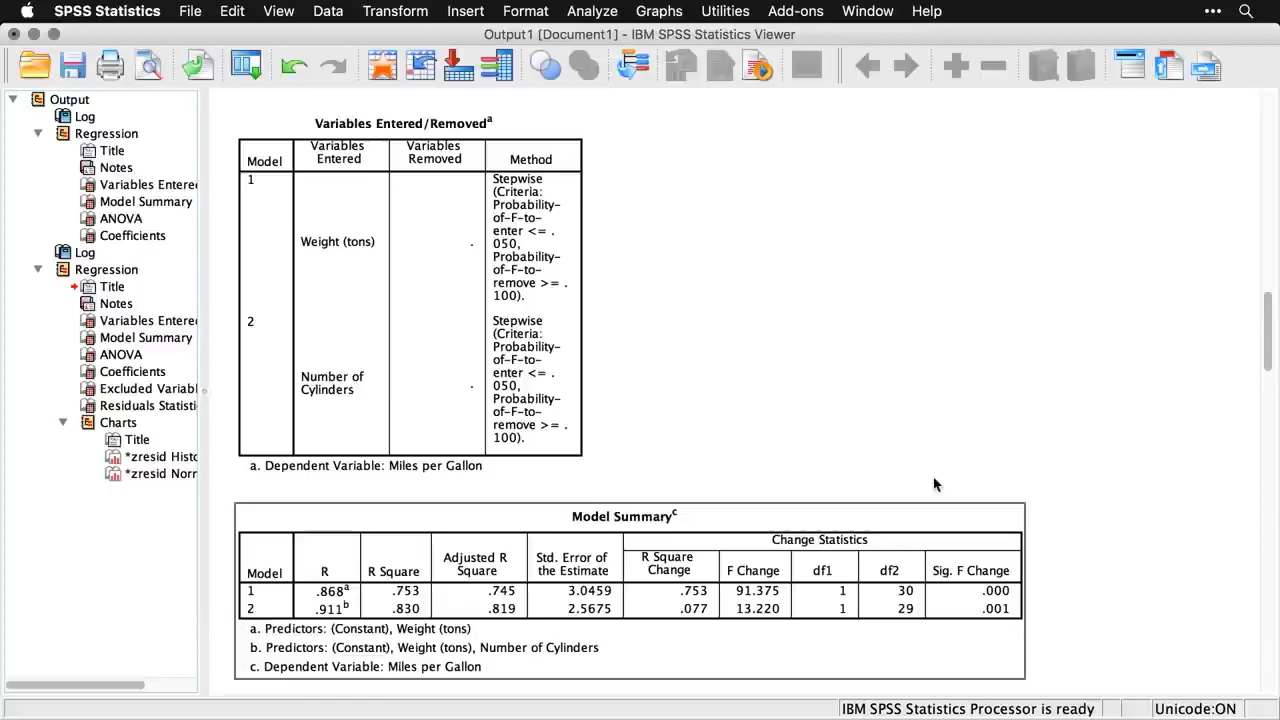 SPSS Statistics File Edit View Data Transform Insert Format Analyze Graphs Utilities Add-ons Window Help
Output1 [Document1] - IBM SPSS Statistics Viewer
Output
Log
Regression
Title
Notes
Variables Entere
Model Summary
ANOVA
Coefficients
Log
Regression
Title
Notes
Variables Entere
Model Summary
ANOVA
Coefficients
Excluded Variabl
Residuals Statisti
Charts
Title
*zresid Histo
*zresid Norr
Variables Entered/Removedᵃ
Model Variables Entered Variables Removed Method
1 Weight (tons) . Stepwise
(Criteria:
Probability-
of-F-to-
enter <= .
050,
Probability-
of-F-to-
remove >= .
100).
2 Number of Cylinders . Stepwise
(Criteria:
Probability-
of-F-to-
enter <= .
050,
Probability-
of-F-to-
remove >= .
100).
a. Dependent Variable: Miles per Gallon
Model Summaryᶜ
Change Statistics
Model R R Square Adjusted R Square Std. Error of the Estimate R Square Change F Change df1 df2 Sig. F Change
1 .868ᵃ .753 .745 3.0459 .753 91.375 1 30 .000
2 .911ᵇ .830 .819 2.5675 .077 13.220 1 29 .001
a. Predictors: (Constant), Weight (tons)
b. Predictors: (Constant), Weight (tons), Number of Cylinders
c. Dependent Variable: Miles per Gallon
IBM SPSS Statistics Processor is ready Unicode:ON